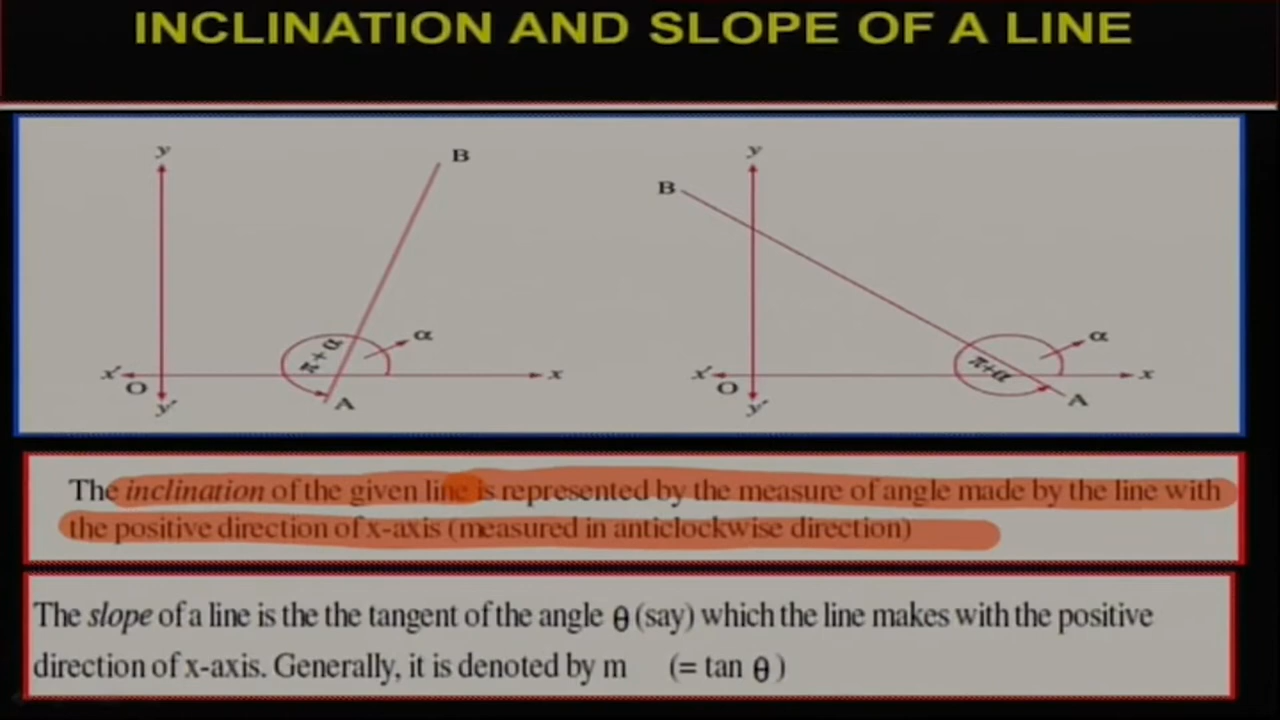 INCLINATION AND SLOPE OF A LINE
y
B
α
π+α
x'
O
y'
A
x
y
B
α
π+α
x'
O
y'
A
x
The inclination of the given line is represented by the measure of angle made by the line with
the positive direction of x-axis (measured in anticlockwise direction)
The slope of a line is the the tangent of the angle θ (say) which the line makes with the positive
direction of x-axis. Generally, it is denoted by m (= tan θ )